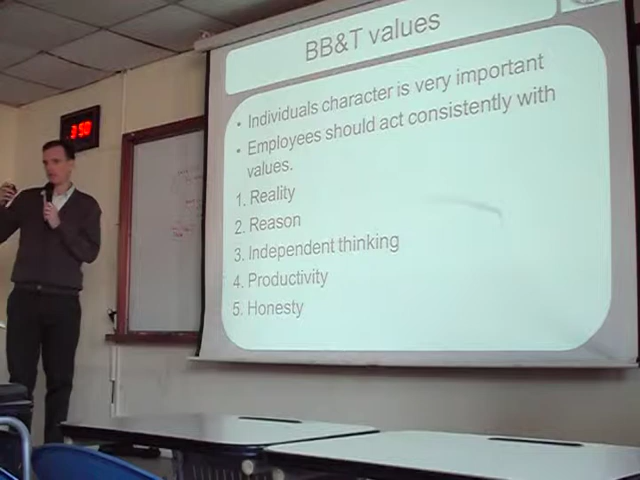 BB&T values
• Individuals character is very important
• Employees should act consistently with
values.
1. Reality
2. Reason
3. Independent thinking
4. Productivity
5. Honesty
3:50